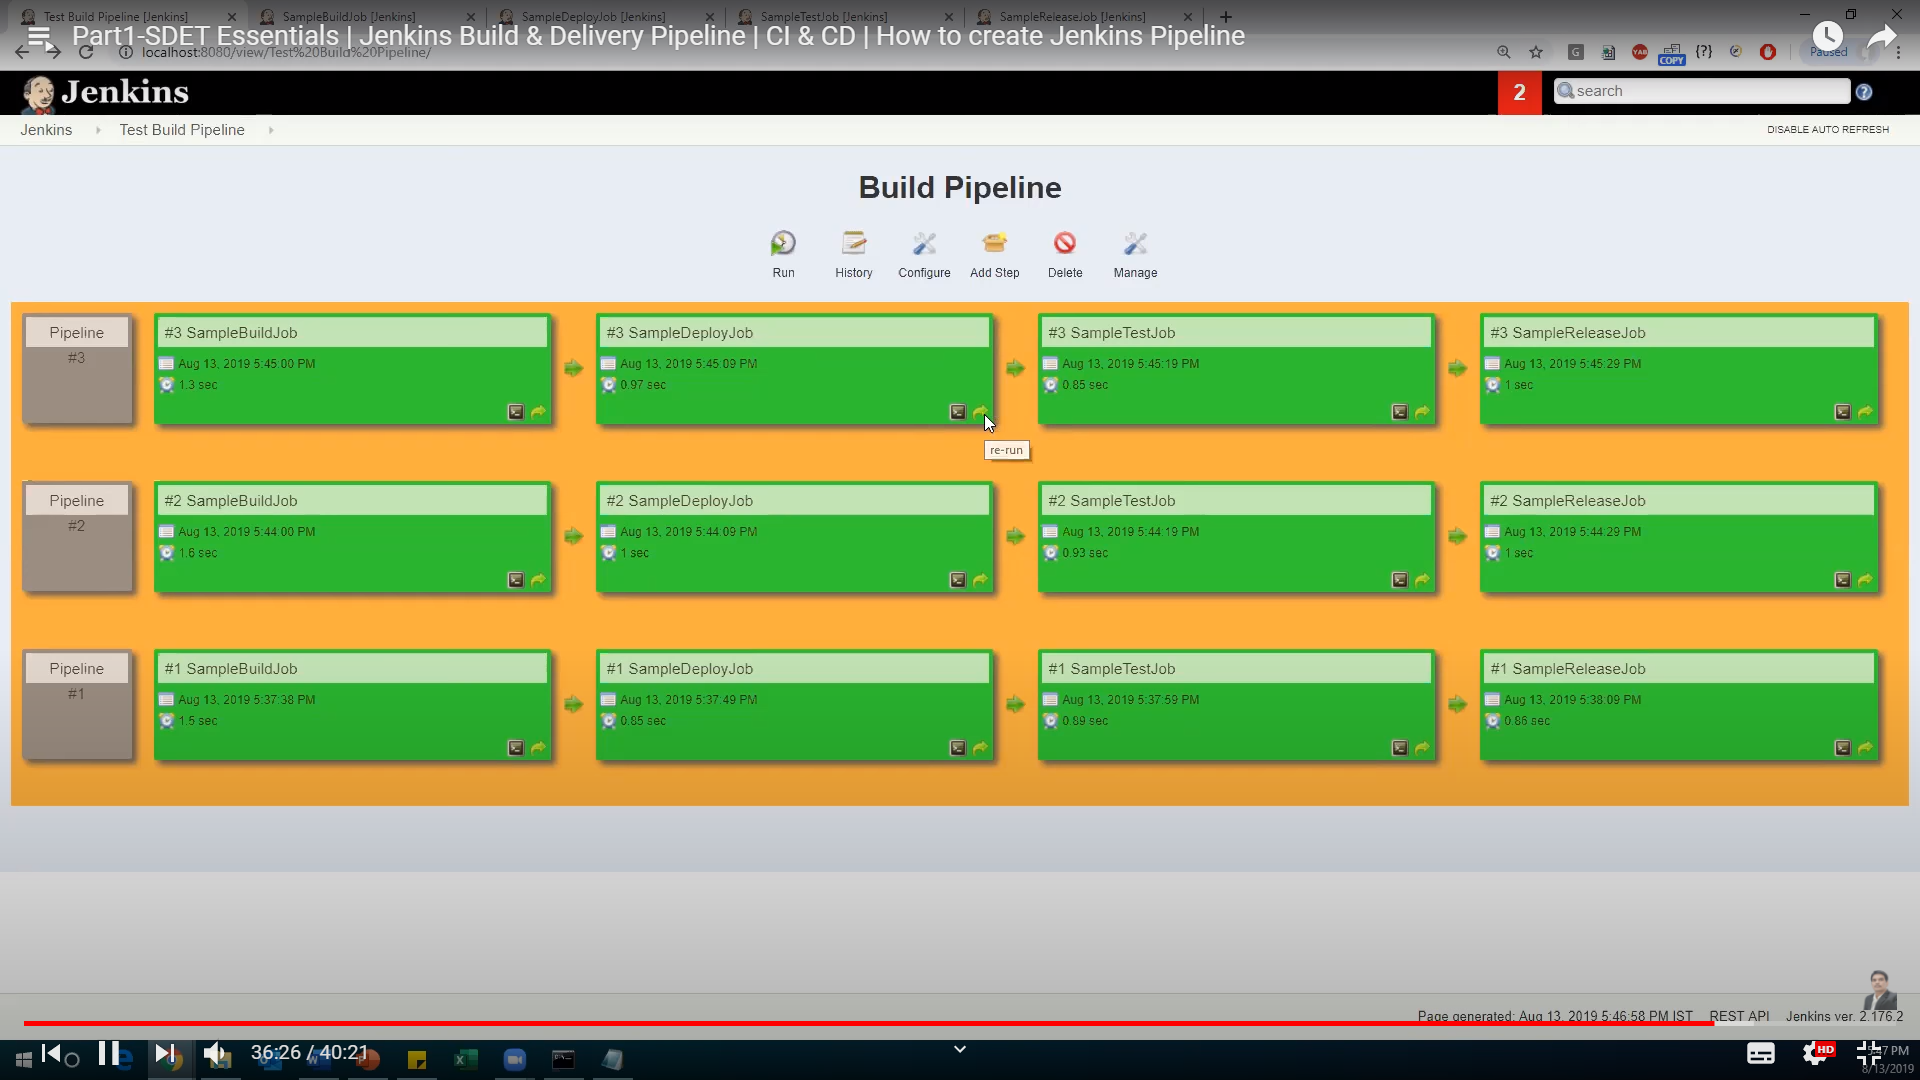 Test Build Pipeline [Jenkins]
SampleBuildJob [Jenkins]
SampleDeployJob [Jenkins]
SampleTestJob [Jenkins]
SampleReleaseJob [Jenkins]
Part1-SDET Essentials | Jenkins Build & Delivery Pipeline | CI & CD | How to create Jenkins Pipeline
localhost:8080/view/Test%20Build%20Pipeline/
COPY
Paused
Jenkins
2
search
Jenkins
Test Build Pipeline
DISABLE AUTO REFRESH
Build Pipeline
Run
History
Configure
Add Step
Delete
Manage
Pipeline
#3
#3 SampleBuildJob
Aug 13, 2019 5:45:00 PM
1.3 sec
#3 SampleDeployJob
Aug 13, 2019 5:45:09 PM
0.97 sec
#3 SampleTestJob
Aug 13, 2019 5:45:19 PM
0.85 sec
#3 SampleReleaseJob
Aug 13, 2019 5:45:29 PM
1 sec
re-run
Pipeline
#2
#2 SampleBuildJob
Aug 13, 2019 5:44:00 PM
1.6 sec
#2 SampleDeployJob
Aug 13, 2019 5:44:09 PM
1 sec
#2 SampleTestJob
Aug 13, 2019 5:44:19 PM
0.93 sec
#2 SampleReleaseJob
Aug 13, 2019 5:44:29 PM
1 sec
Pipeline
#1
#1 SampleBuildJob
Aug 13, 2019 5:37:38 PM
1.5 sec
#1 SampleDeployJob
Aug 13, 2019 5:37:49 PM
0.85 sec
#1 SampleTestJob
Aug 13, 2019 5:37:59 PM
0.89 sec
#1 SampleReleaseJob
Aug 13, 2019 5:38:09 PM
0.86 sec
Page generated: Aug 13, 2019 5:46:58 PM IST
REST API
Jenkins ver. 2.176.2
36:26 / 40:21
HD
8/13/2019